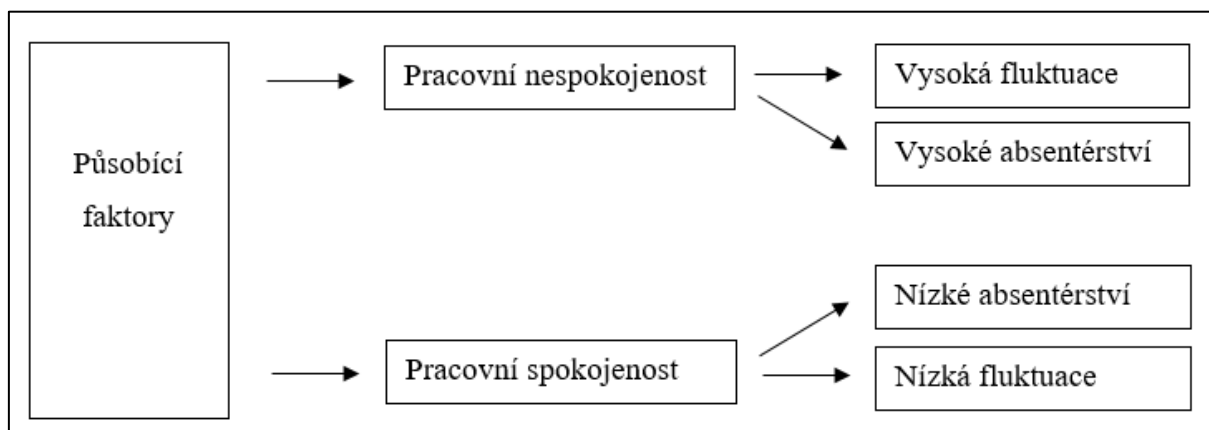 Působící
faktory
Pracovní nespokojenost
Vysoká fluktuace
Vysoké absentérství
Pracovní spokojenost
Nízké absentérství
Nízká fluktuace